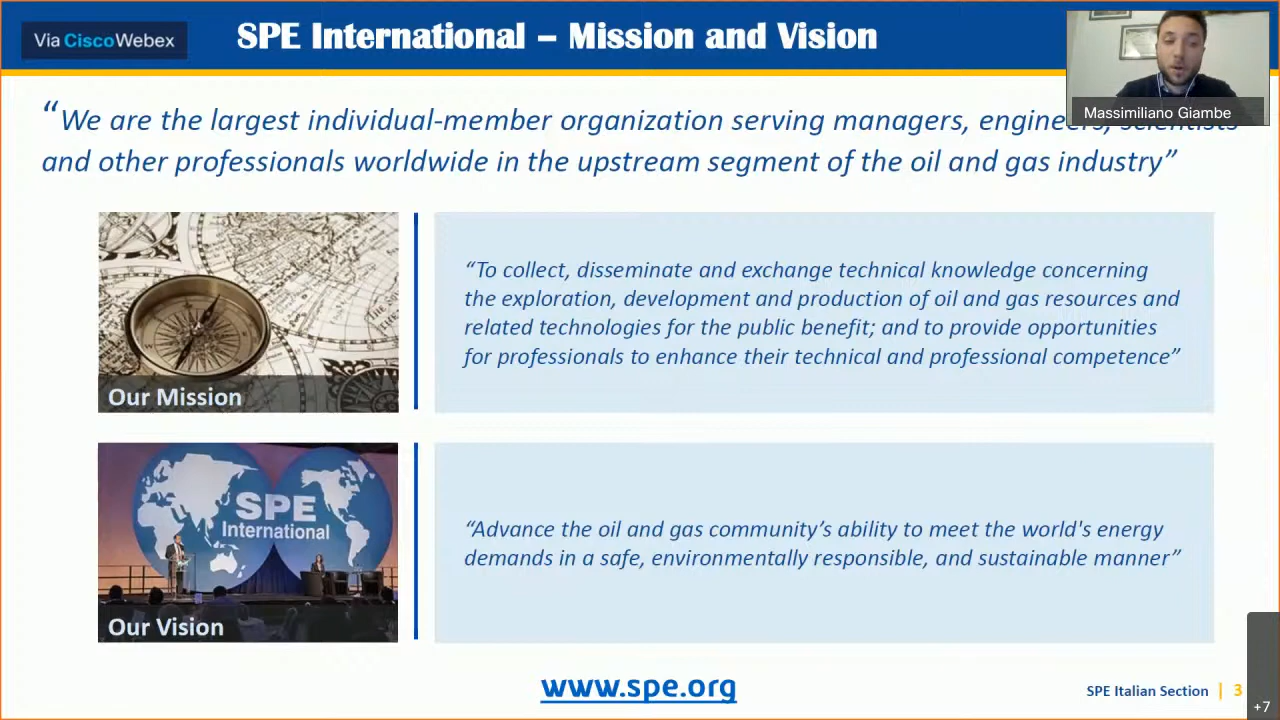 Via CiscoWebex
SPE International – Mission and Vision
Massimiliano Giambe
“We are the largest individual-member organization serving managers, engineers, scientists
and other professionals worldwide in the upstream segment of the oil and gas industry”
“To collect, disseminate and exchange technical knowledge concerning
the exploration, development and production of oil and gas resources and
related technologies for the public benefit; and to provide opportunities
for professionals to enhance their technical and professional competence”
Our Mission
SPE
International
“Advance the oil and gas community’s ability to meet the world's energy
demands in a safe, environmentally responsible, and sustainable manner”
Our Vision
www.spe.org
SPE Italian Section | 3
+7